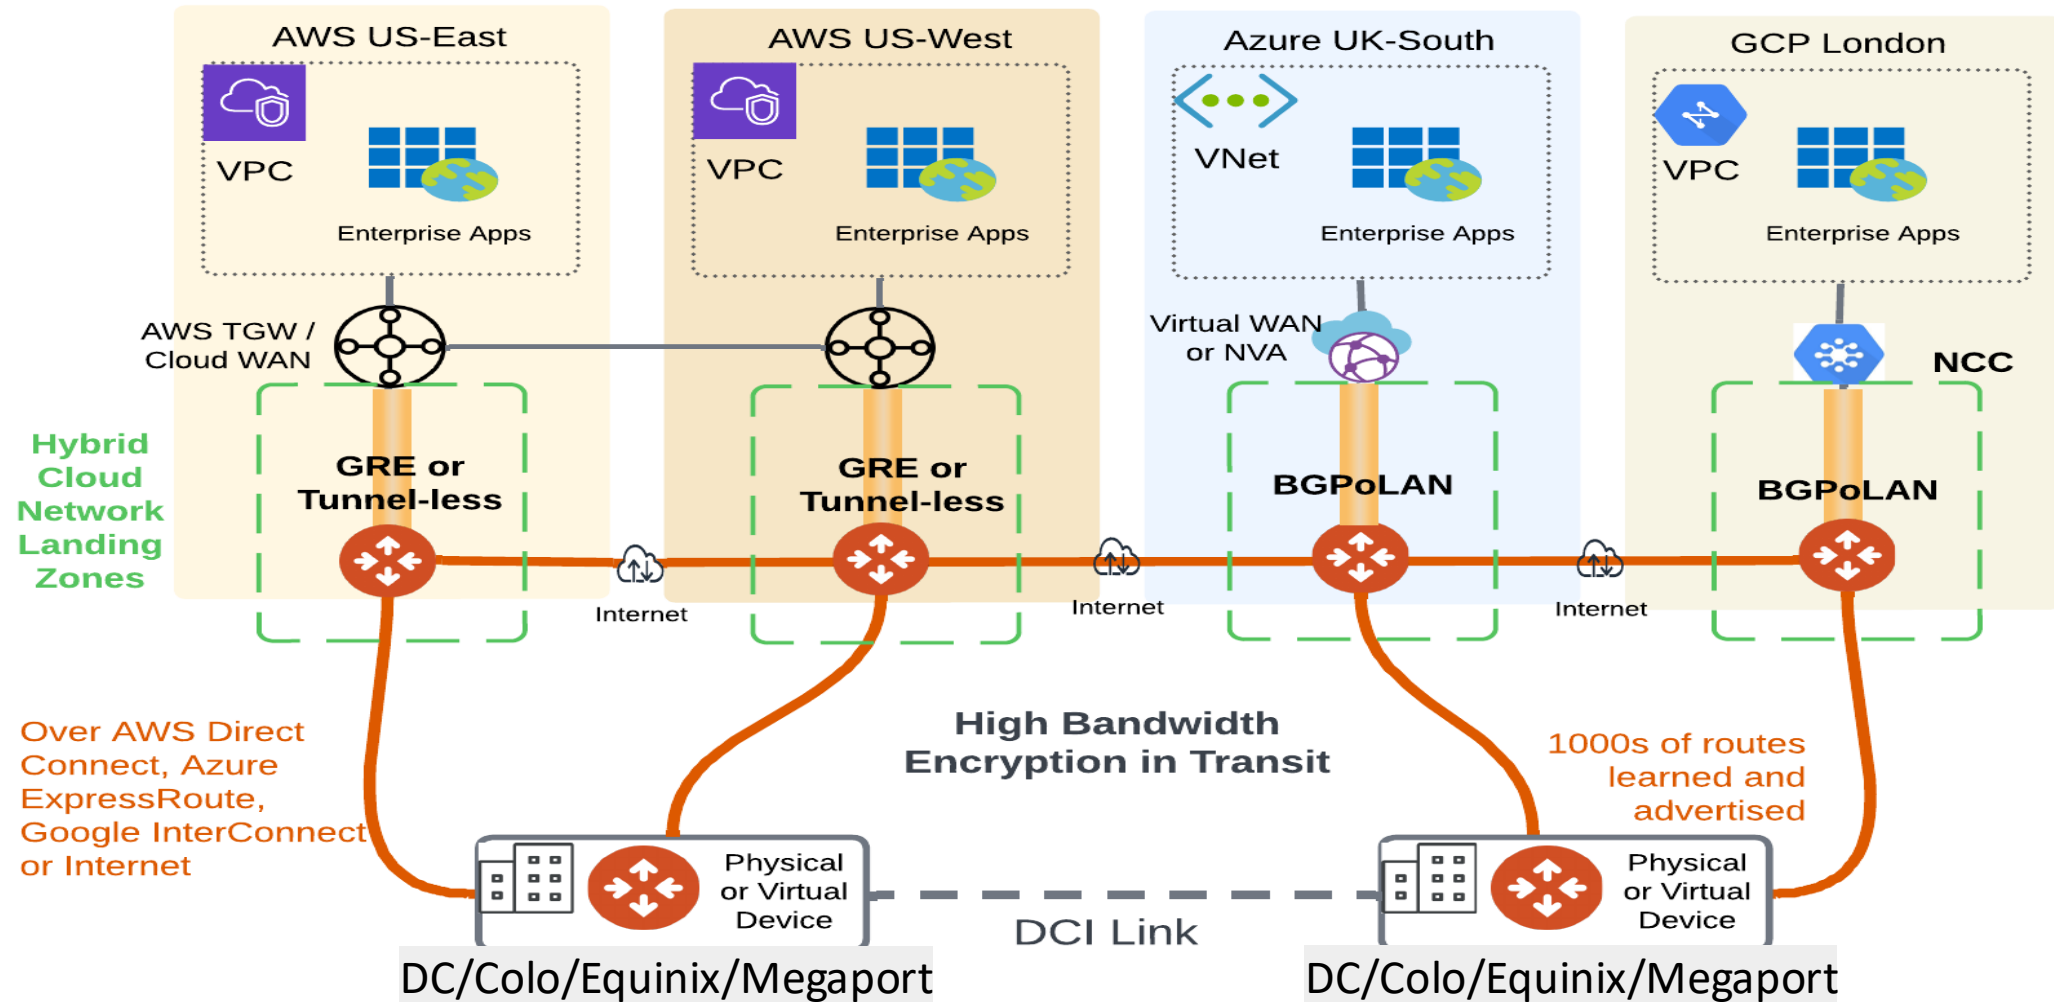 AWS US-East
AWS US-West
Azure UK-South
GCP London
VPC
VPC
VNet
VPC
Enterprise Apps
Enterprise Apps
Enterprise Apps
Enterprise Apps
AWS TGW /
Cloud WAN
Virtual WAN
or NVA
NCC
Hybrid
Cloud
Network
Landing
Zones
GRE or
Tunnel-less
GRE or
Tunnel-less
BGPoLAN
BGPoLAN
Internet
Internet
Internet
Over AWS Direct
Connect, Azure
ExpressRoute,
Google InterConnect
or Internet
High Bandwidth
Encryption in Transit
1000s of routes
learned and
advertised
Physical
or Virtual
Device
DCI Link
Physical
or Virtual
Device
DC/Colo/Equinix/Megaport
DC/Colo/Equinix/Megaport